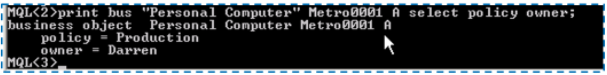 MQL<2>print bus "Personal Computer" Metro0001 A select policy owner;
business object  Personal Computer Metro0001 A
    policy = Production
    owner = Darren
MQL<3>_